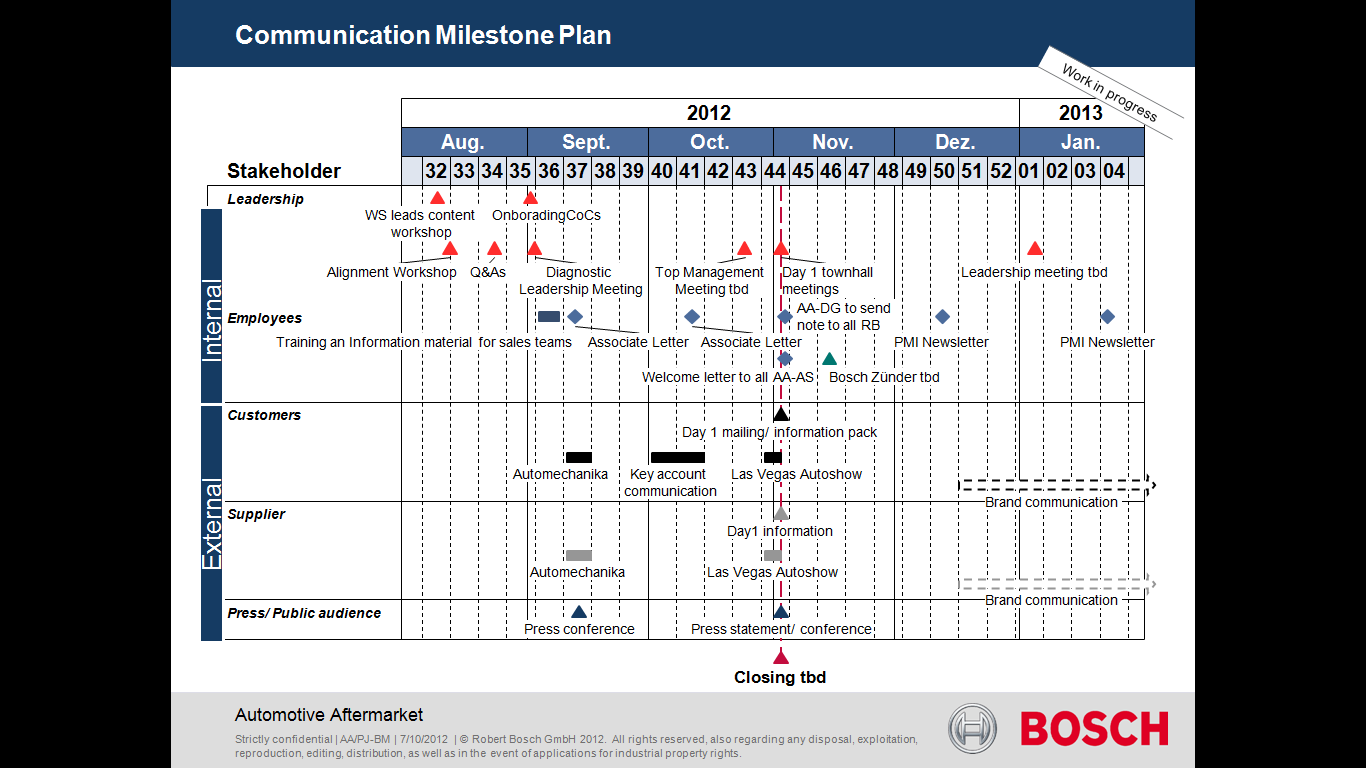 Communication Milestone Plan
Work in progress
2012 2013
Aug. Sept. Oct. Nov. Dez. Jan.
Stakeholder 32 33 34 35 36 37 38 39 40 41 42 43 44 45 46 47 48 49 50 51 52 01 02 03 04
Internal
Leadership
WS leads content
workshop
OnboradingCoCs
Alignment Workshop
Q&As
Diagnostic
Leadership Meeting
Top Management
Meeting tbd
Day 1 townhall
meetings
Leadership meeting tbd
Employees
AA-DG to send
note to all RB
Training an Information material for sales teams
Associate Letter
Associate Letter
PMI Newsletter
PMI Newsletter
Welcome letter to all AA-AS
Bosch Zünder tbd
External
Customers
Day 1 mailing/ information pack
Automechanika
Key account
communication
Las Vegas Autoshow
Brand communication
Supplier
Day1 information
Automechanika
Las Vegas Autoshow
Brand communication
Press/ Public audience
Press conference
Press statement/ conference
Closing tbd
Automotive Aftermarket
Strictly confidential | AA/PJ-BM | 7/10/2012 | © Robert Bosch GmbH 2012. All rights reserved, also regarding any disposal, exploitation,
reproduction, editing, distribution, as well as in the event of applications for industrial property rights.
BOSCH